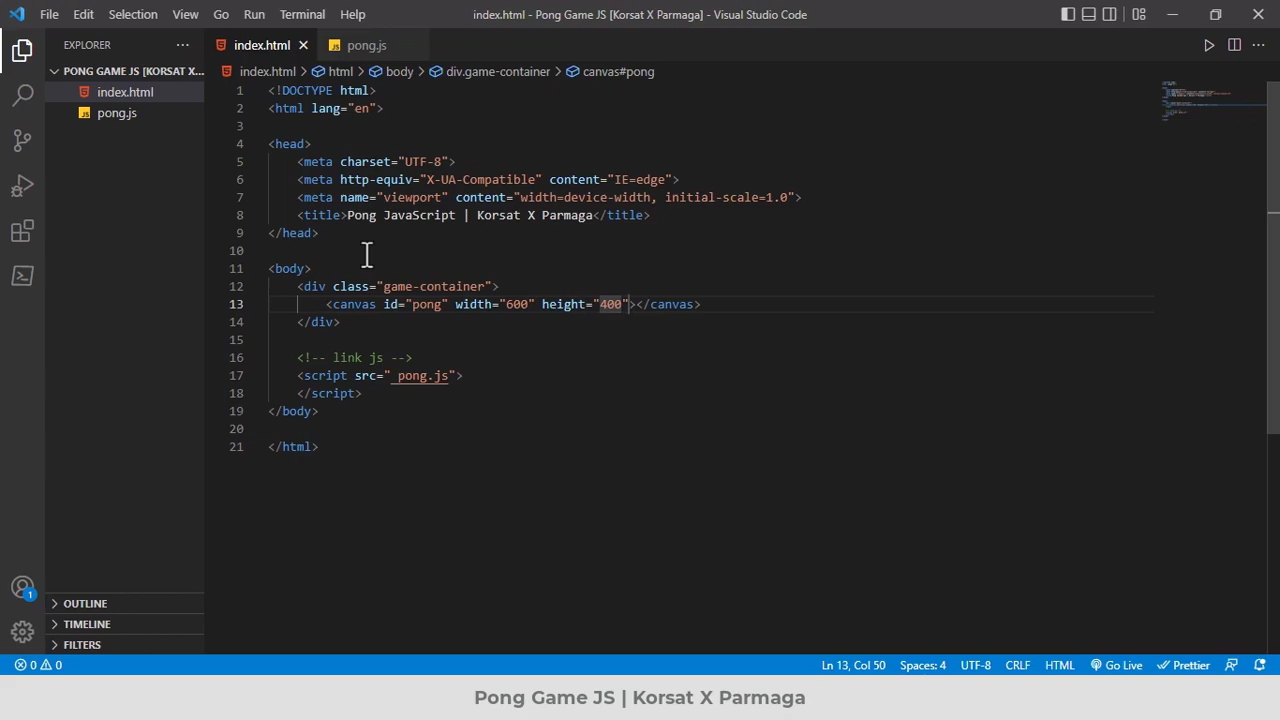 File Edit Selection View Go Run Terminal Help index.html - Pong Game JS [Korsat X Parmaga] - Visual Studio Code
EXPLORER
index.html
pong.js
PONG GAME JS [KORSAT X PARMAG...
index.html
pong.js
index.html > html > body > div.game-container > canvas#pong
1 <!DOCTYPE html>
2 <html lang="en">
3
4 <head>
5 <meta charset="UTF-8">
6 <meta http-equiv="X-UA-Compatible" content="IE=edge">
7 <meta name="viewport" content="width=device-width, initial-scale=1.0">
8 <title>Pong JavaScript | Korsat X Parmaga</title>
9 </head>
10
11 <body>
12 <div class="game-container">
13 <canvas id="pong" width="600" height="400"></canvas>
14 </div>
15
16 <!-- link js -->
17 <script src=" pong.js">
18 </script>
19 </body>
20
21 </html>
OUTLINE
TIMELINE
FILTERS
1
0 0 Ln 13, Col 50 Spaces: 4 UTF-8 CRLF HTML Go Live Prettier
Pong Game JS | Korsat X Parmaga